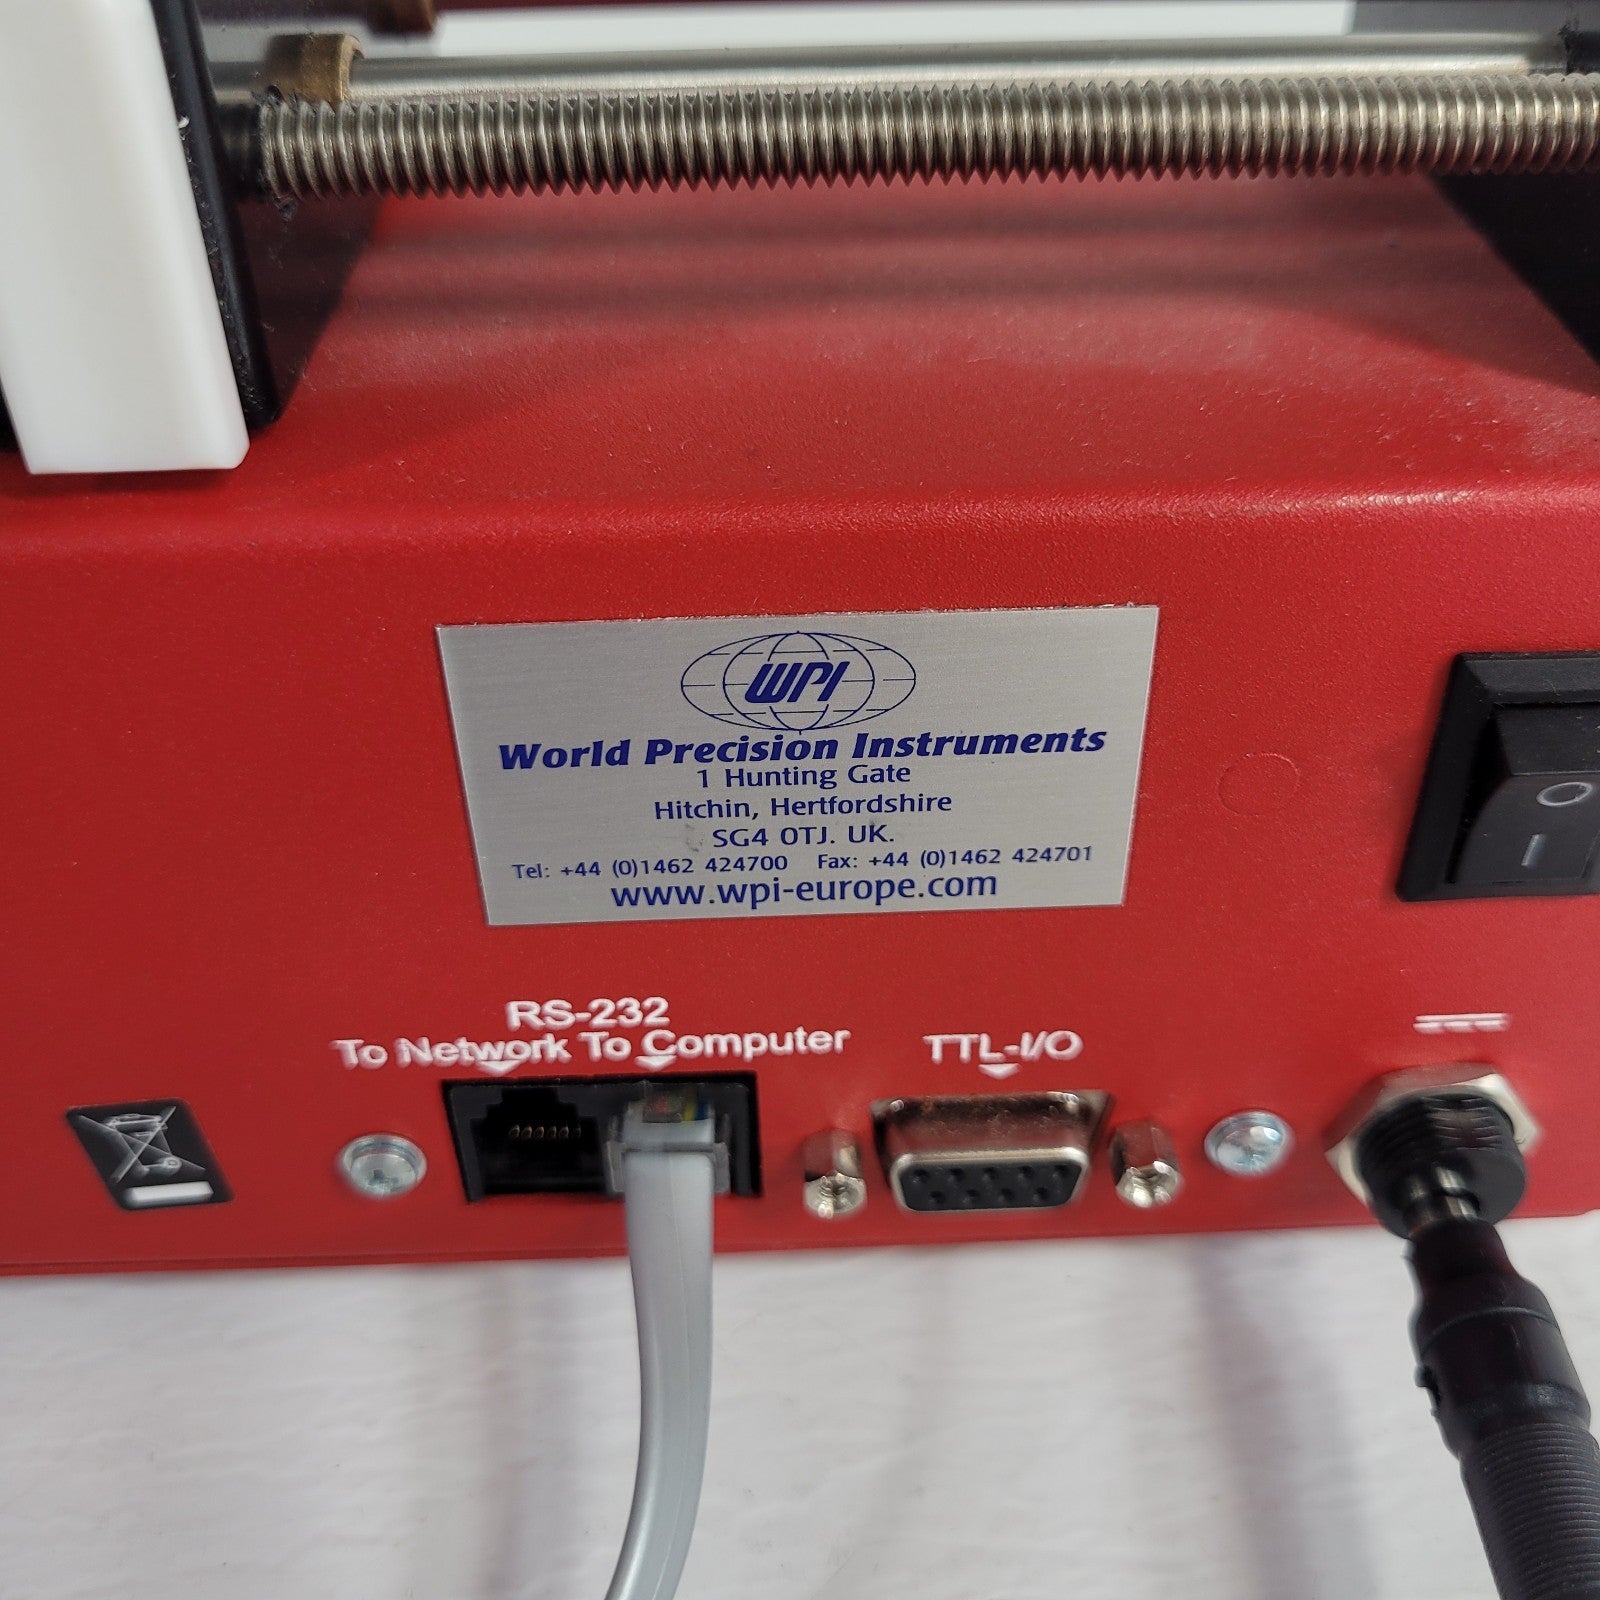 WPI
World Precision Instruments
1 Hunting Gate
Hitchin, Hertfordshire
SG4 0TJ. UK.
Tel: +44 (0)1462 424700 Fax: +44 (0)1462 424701
www.wpi-europe.com
RS-232
To Network To Computer
TTL-I/O
O
I